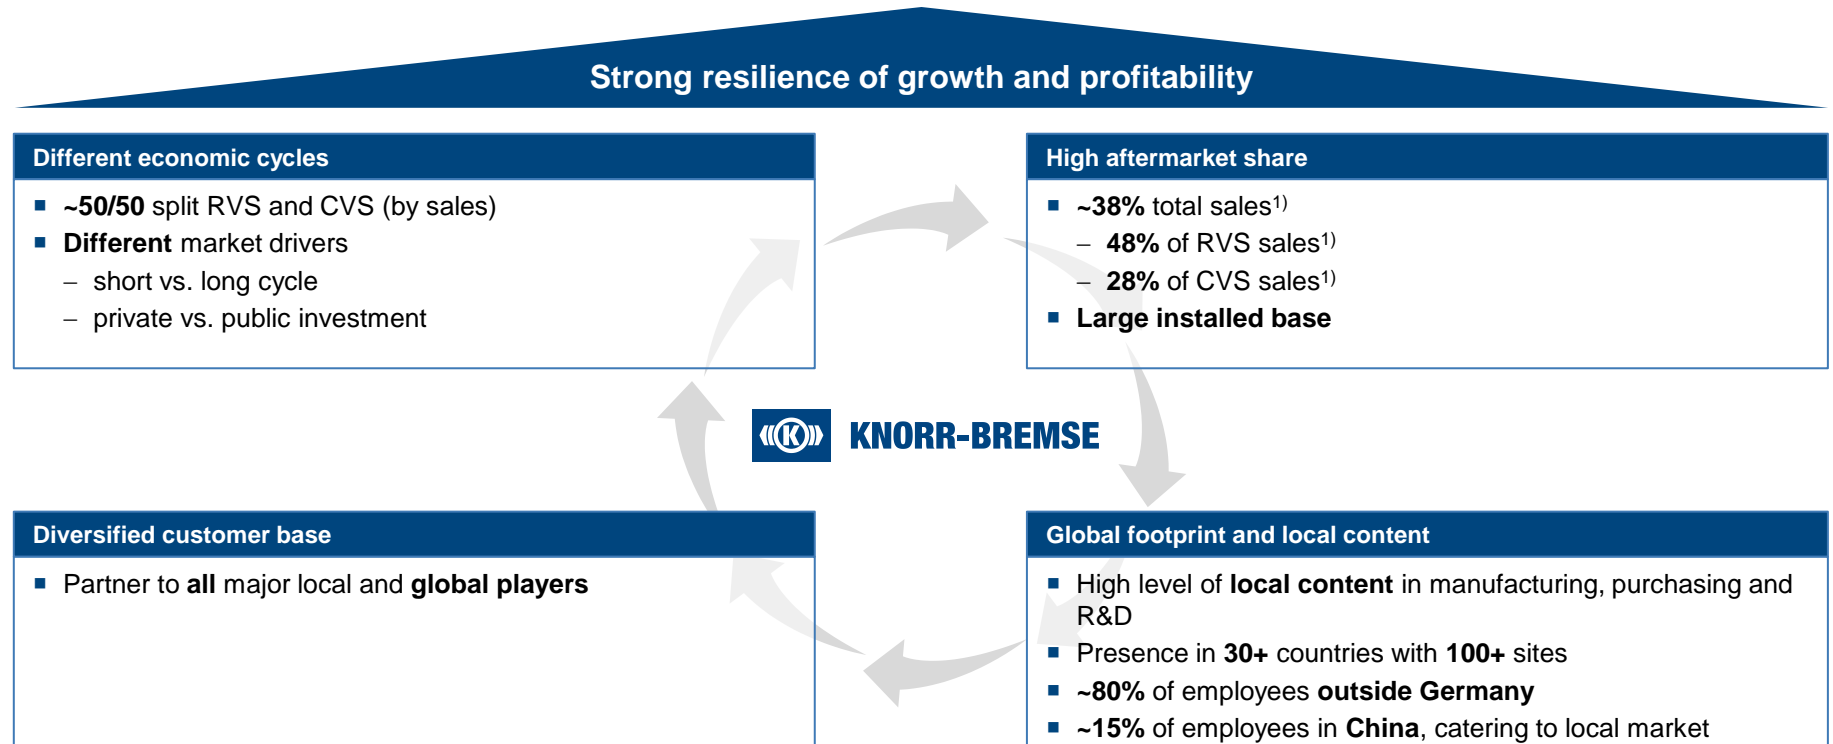 Strong resilience of growth and profitability
Different economic cycles
▪ ~50/50 split RVS and CVS (by sales)
▪ Different market drivers
– short vs. long cycle
– private vs. public investment
High aftermarket share
▪ ~38% total sales1)
– 48% of RVS sales1)
– 28% of CVS sales1)
▪ Large installed base
K KNORR-BREMSE
Diversified customer base
▪ Partner to all major local and global players
Global footprint and local content
▪ High level of local content in manufacturing, purchasing and
R&D
▪ Presence in 30+ countries with 100+ sites
▪ ~80% of employees outside Germany
▪ ~15% of employees in China, catering to local market